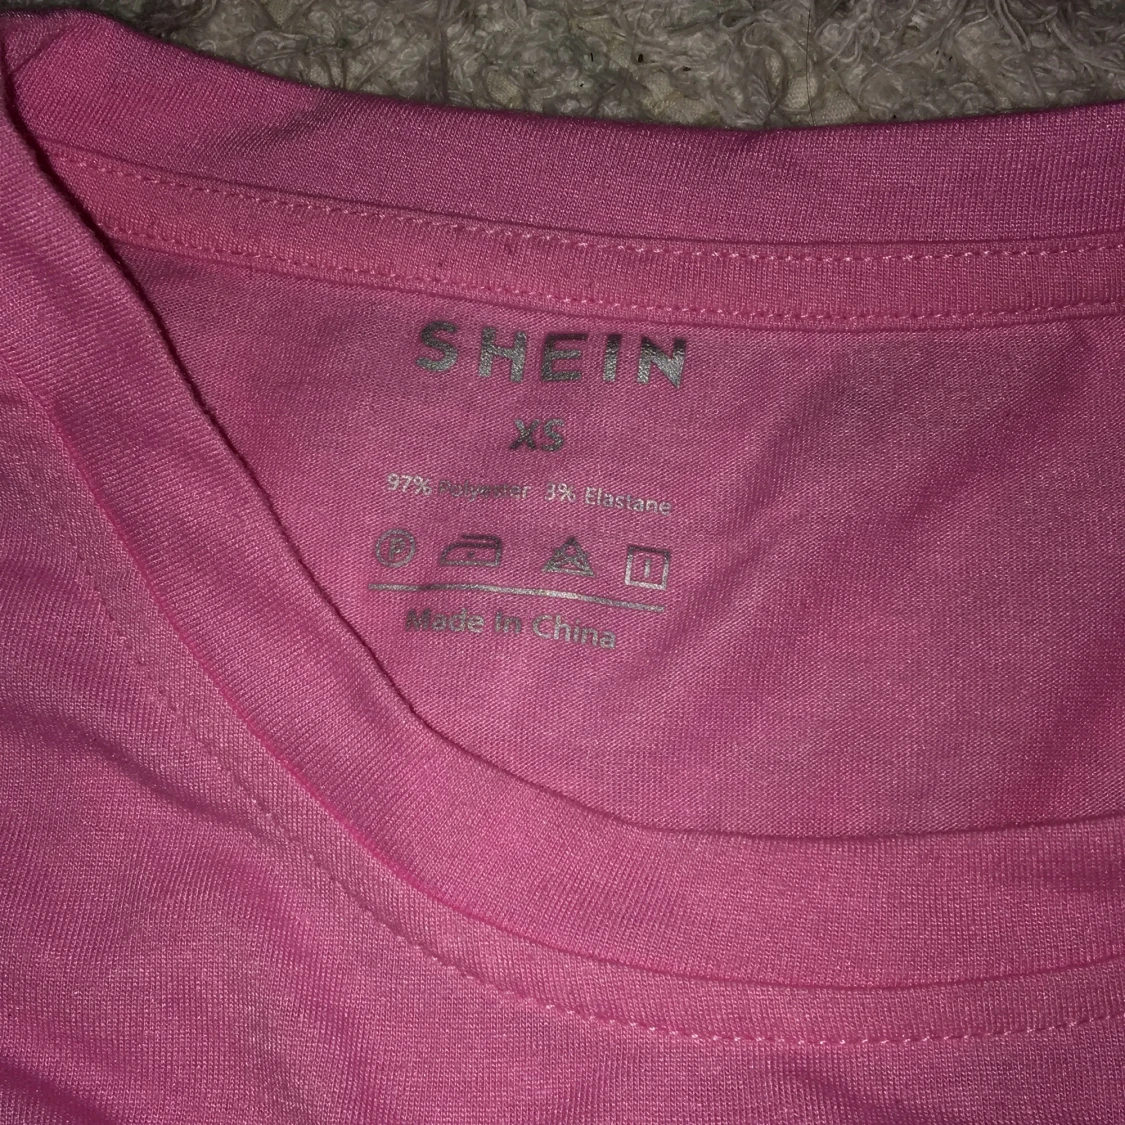 SHEIN
XS
97% Polyester 3% Elastane
P
Made In China